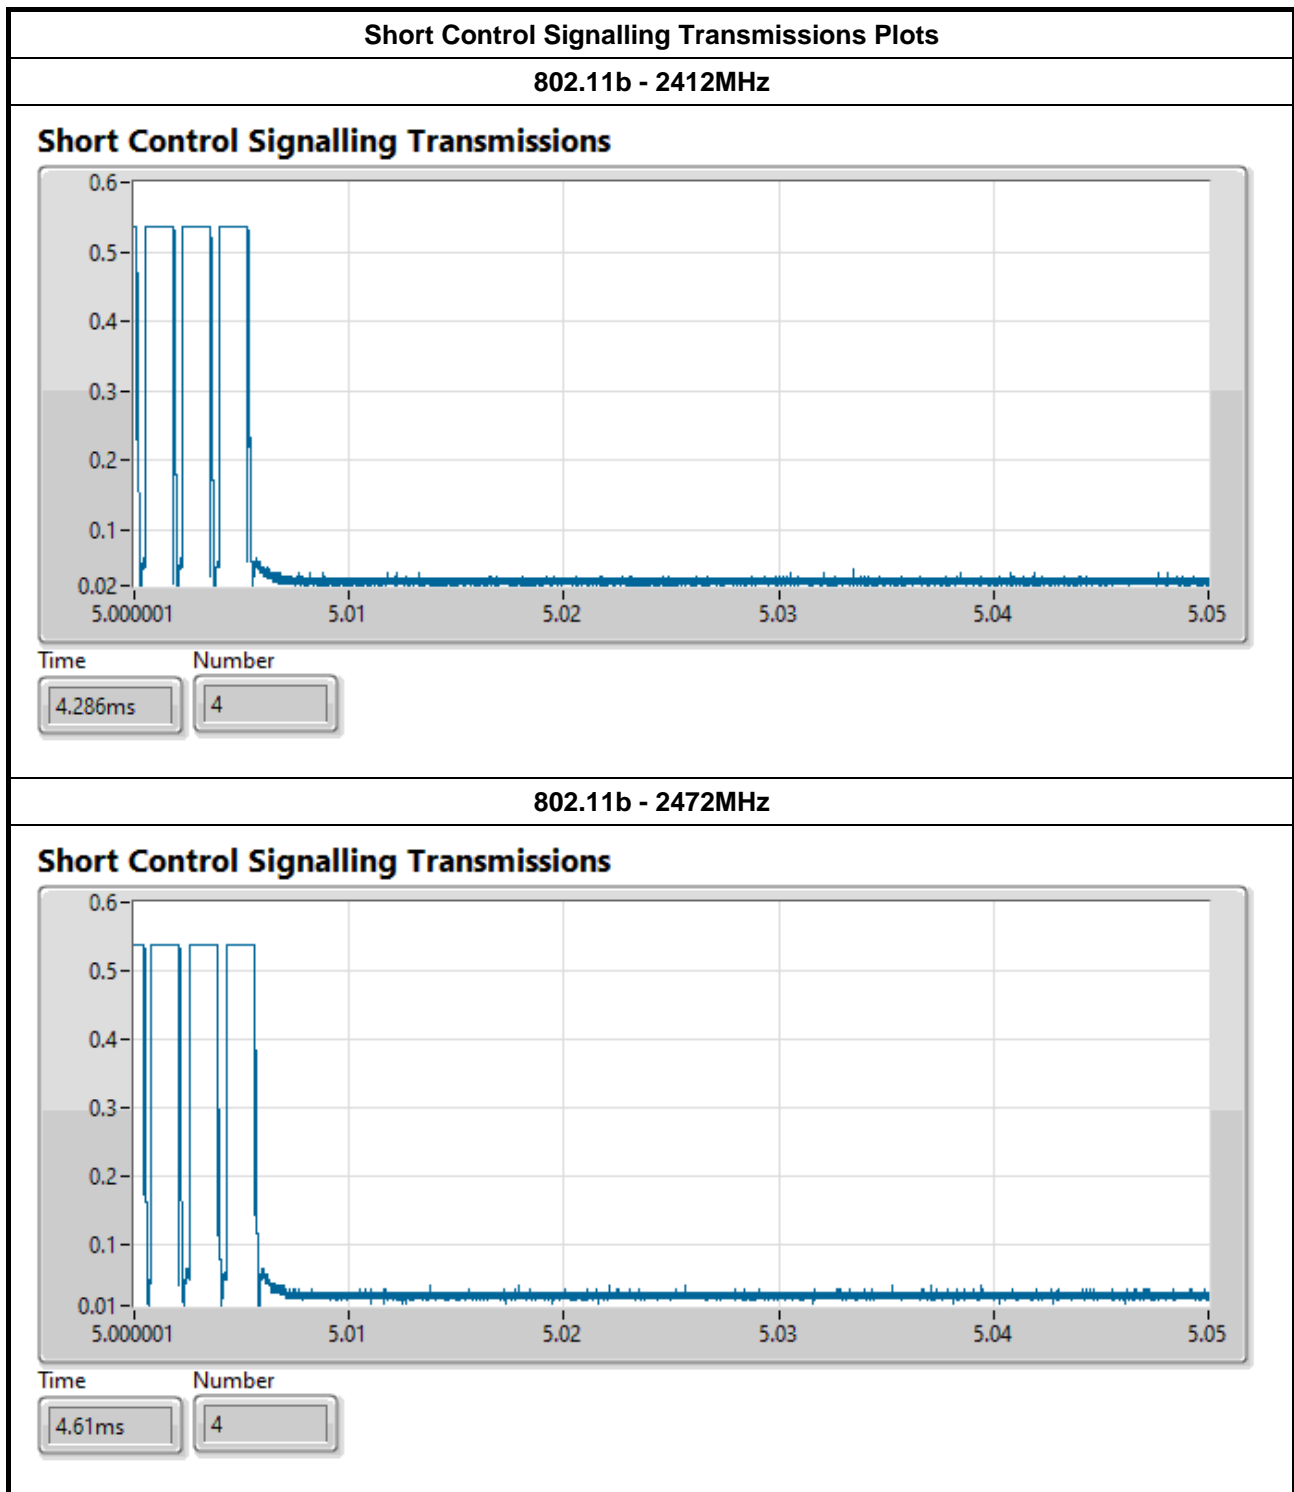 Short Control Signalling Transmissions Plots
802.11b - 2412MHz
Short Control Signalling Transmissions
0.6
0.5
0.4
0.3
0.2
0.1
0.02
5.000001 5.01 5.02 5.03 5.04 5.05
Time Number
4.286ms 4
802.11b - 2472MHz
Short Control Signalling Transmissions
0.6
0.5
0.4
0.3
0.2
0.1
0.01
5.000001 5.01 5.02 5.03 5.04 5.05
Time Number
4.61ms 4